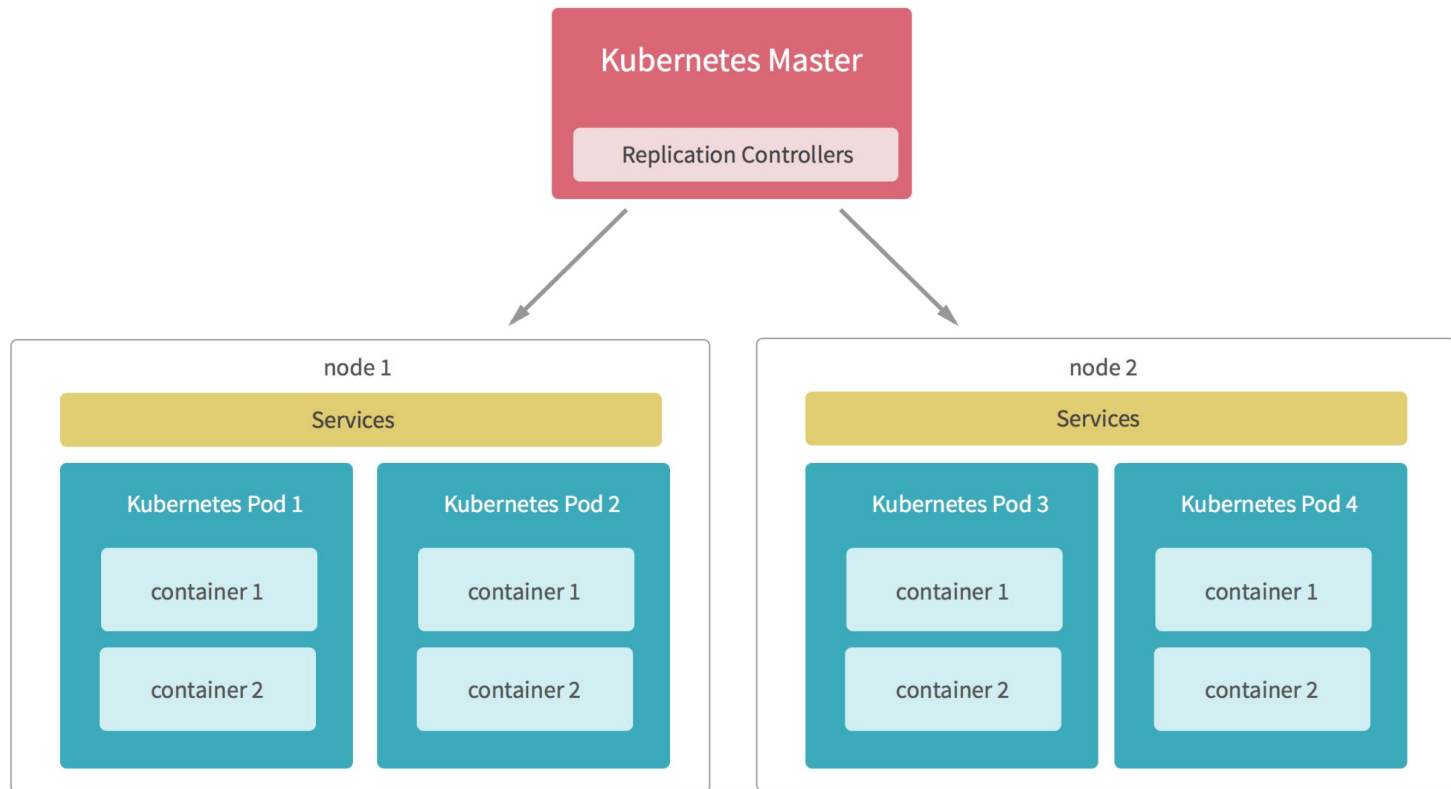 Kubernetes Master
Replication Controllers
node 1
Services
Kubernetes Pod 1
container 1
container 2
Kubernetes Pod 2
container 1
container 2
node 2
Services
Kubernetes Pod 3
container 1
container 2
Kubernetes Pod 4
container 1
container 2